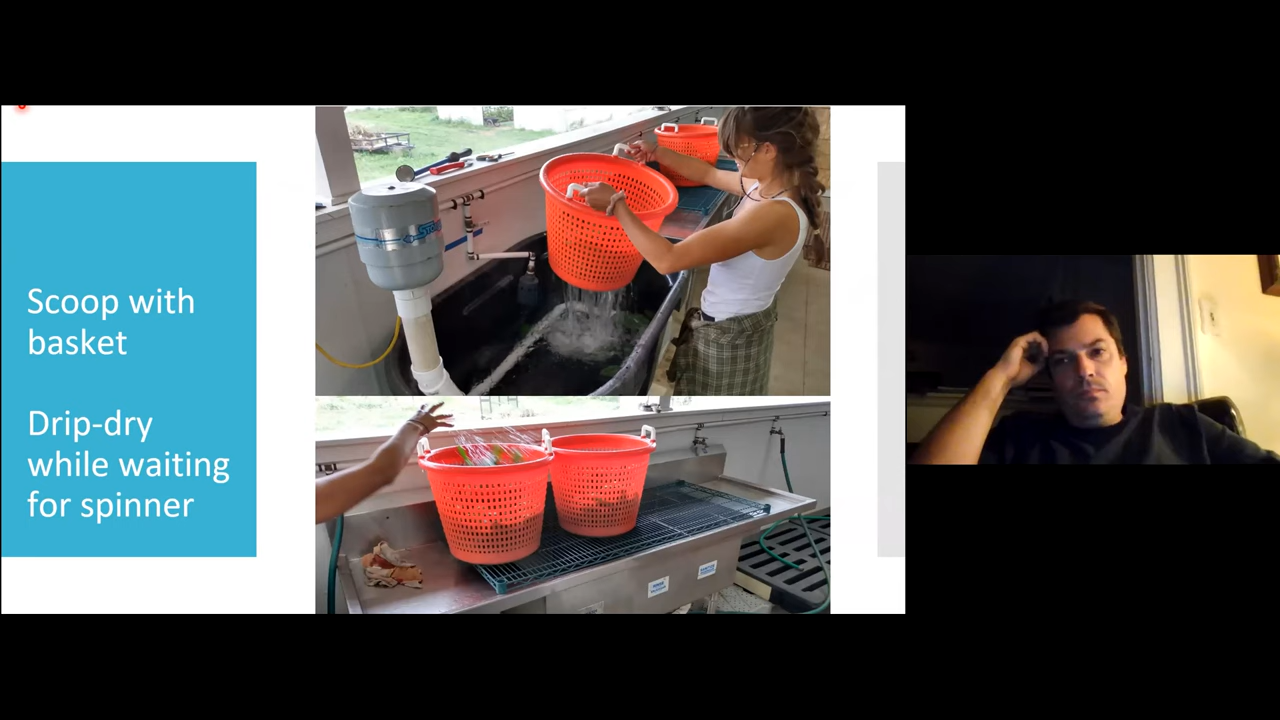 Scoop with
basket
Drip-dry
while waiting
for spinner